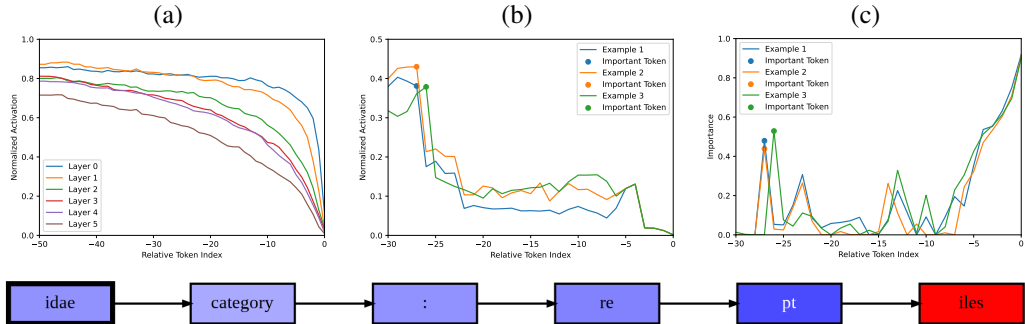 (a)
1.0
0.8
0.6
0.4
0.2
0.0
Normalized Activation
Layer 0
Layer 1
Layer 2
Layer 3
Layer 4
Layer 5
−50 −40 −30 −20 −10 0
Relative Token Index
(b)
0.5
0.4
0.3
0.2
0.1
0.0
Normalized Activation
Example 1
Important Token
Example 2
Important Token
Example 3
Important Token
−30 −25 −20 −15 −10 −5 0
Relative Token Index
(c)
1.0
0.8
0.6
0.4
0.2
0.0
Importance
Example 1
Important Token
Example 2
Important Token
Example 3
Important Token
−30 −25 −20 −15 −10 −5 0
Relative Token Index
idae category : re pt iles